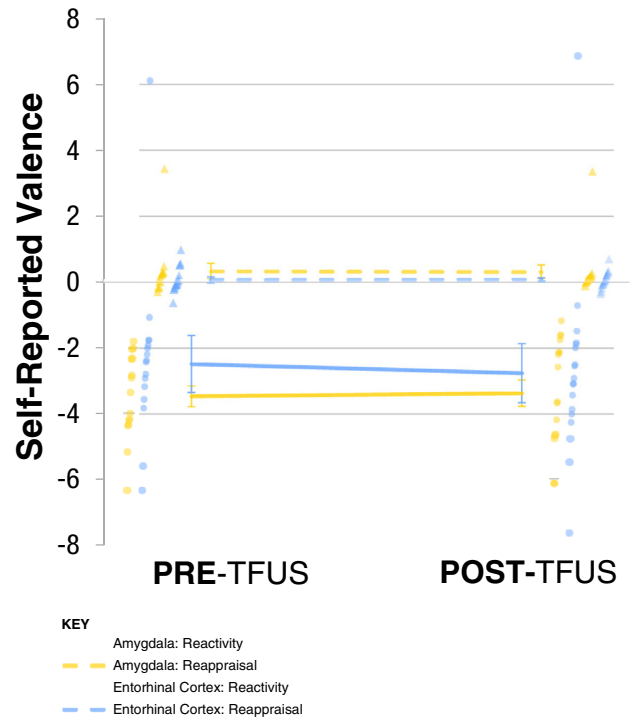 Self-Reported Valence
8
6
4
2
0
-2
-4
-6
-8
PRE-TFUS
POST-TFUS
KEY
Amygdala: Reactivity
Amygdala: Reappraisal
Entorhinal Cortex: Reactivity
Entorhinal Cortex: Reappraisal